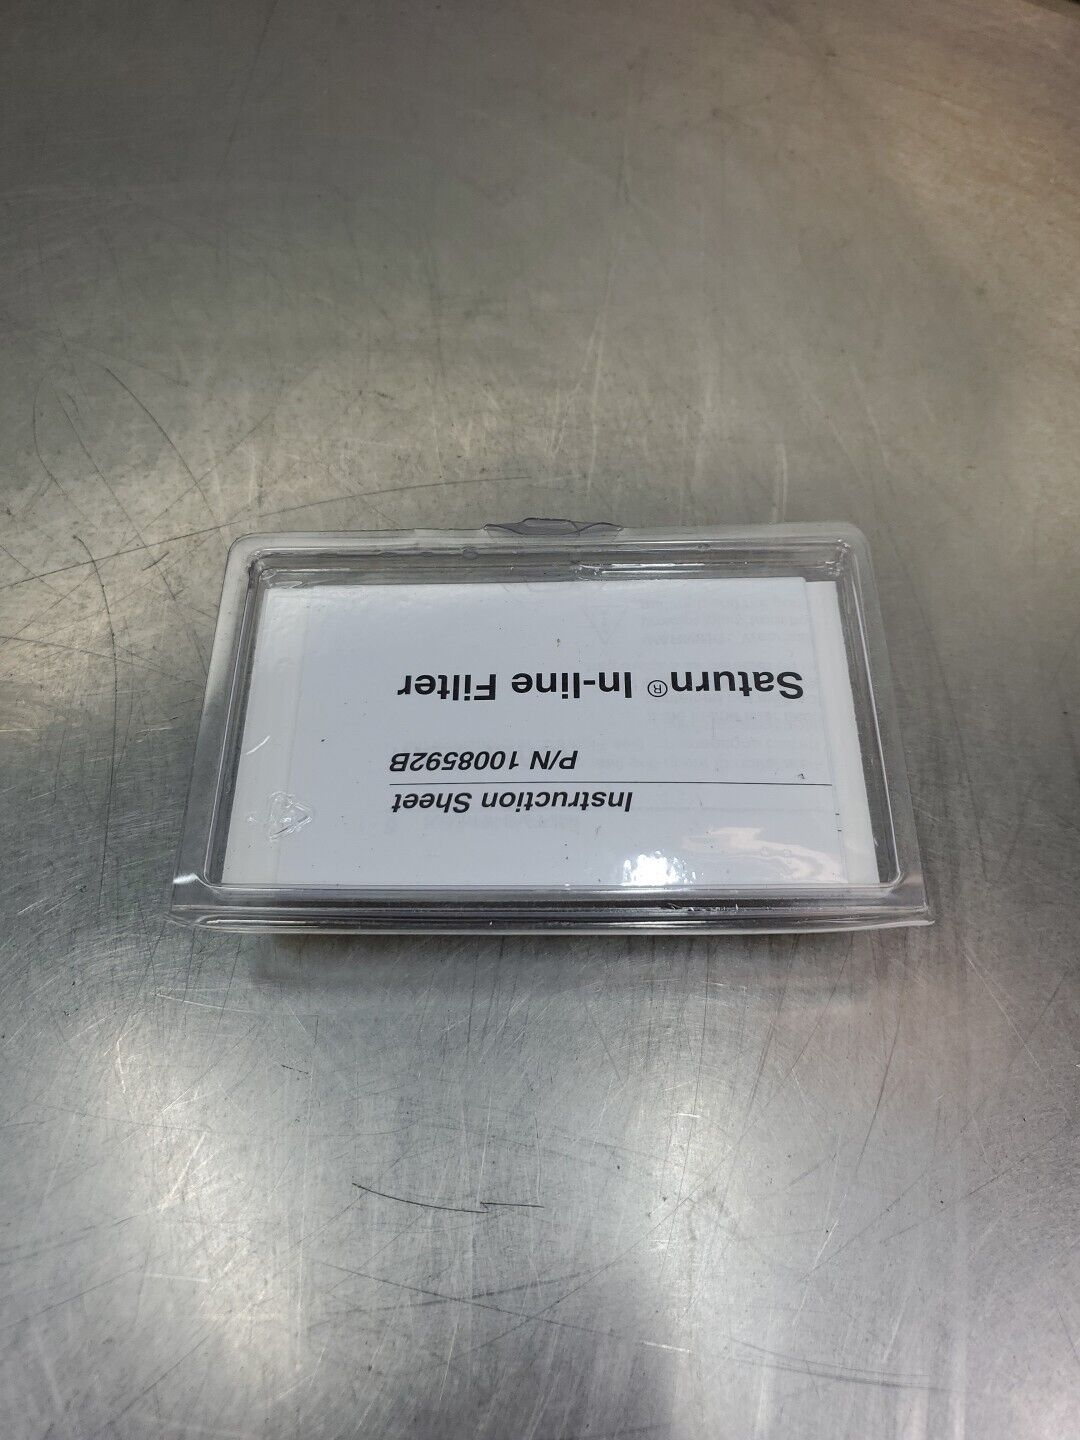 Instruction Sheet
P/N 1008592B
Saturn® In-line Filter